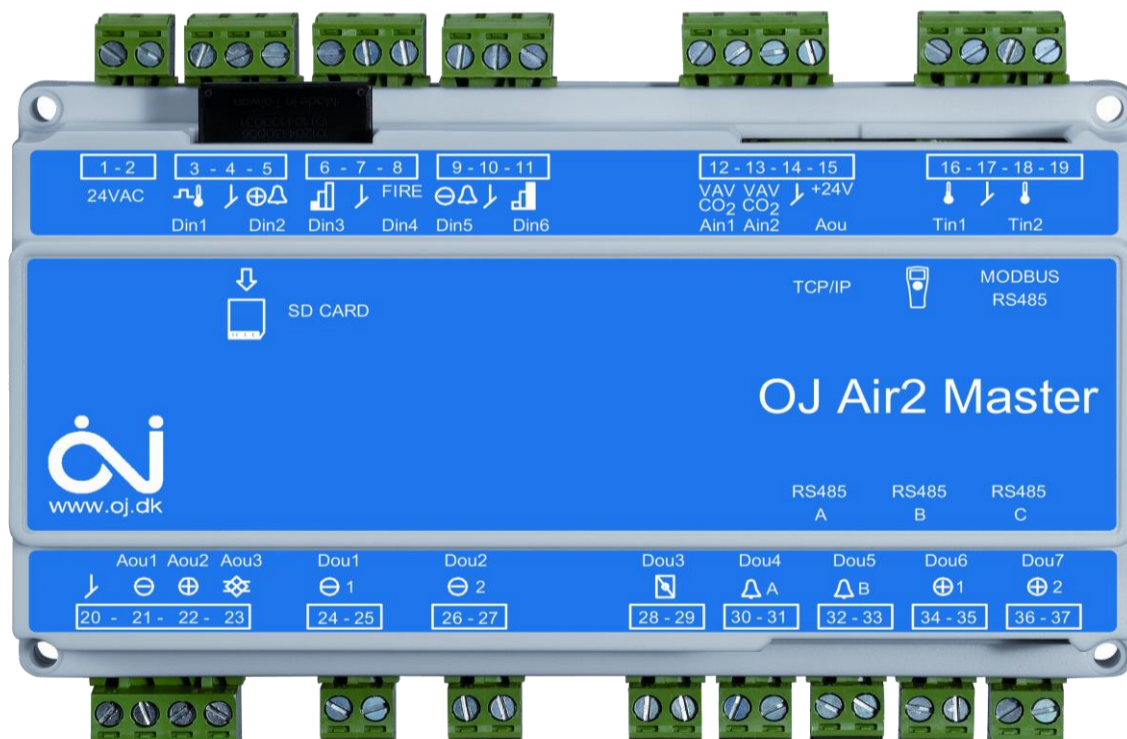 Made in Taiwan
1 - 2
3 - 4 - 5
6 - 7 - 8
9 - 10 - 11
12 - 13 - 14 - 15
16 - 17 - 18 - 19
24VAC
FIRE
VAV VAV +24V
CO2 CO2
Din1 Din2 Din3 Din4 Din5 Din6
Ain1 Ain2 Aou
Tin1 Tin2
SD CARD
TCP/IP
MODBUS
RS485
OJ Air2 Master
OJ
www.oj.dk
RS485 RS485 RS485
A B C
Aou1 Aou2 Aou3 Dou1 Dou2 Dou3 Dou4 Dou5 Dou6 Dou7
1 2 A B 1 2
20 - 21 - 22 - 23
24 - 25
26 - 27
28 - 29
30 - 31
32 - 33
34 - 35
36 - 37